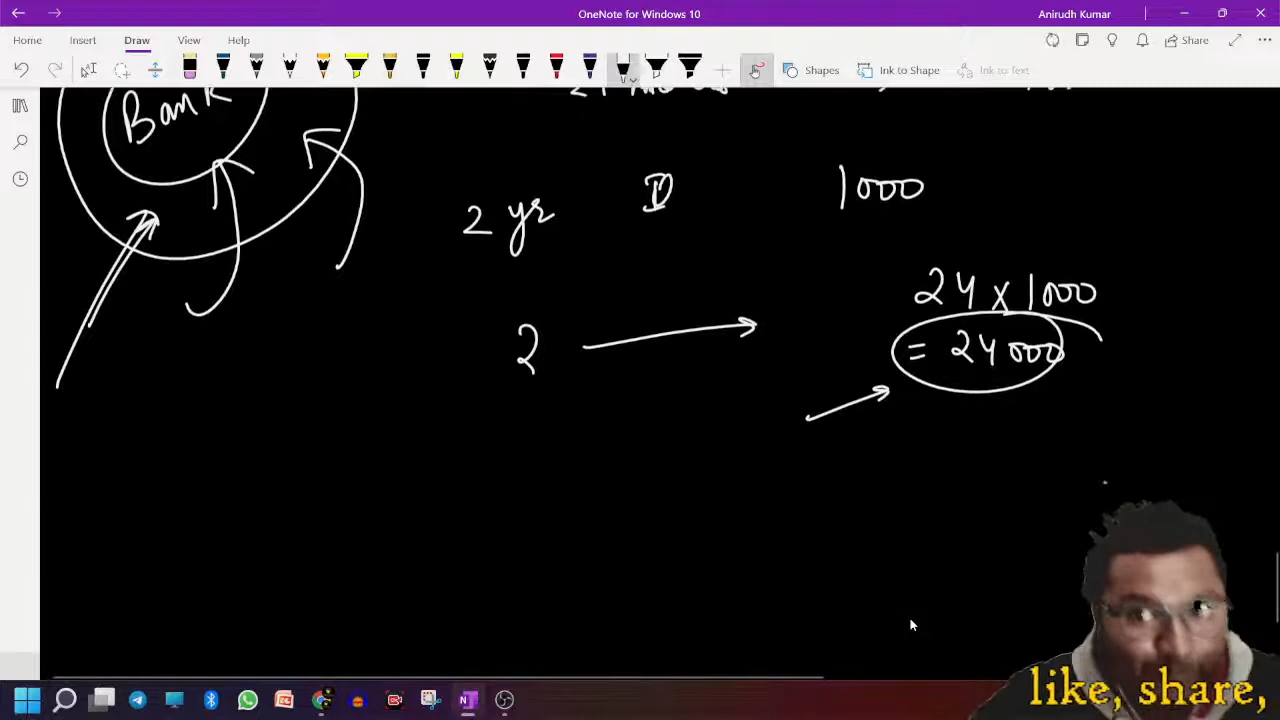 OneNote for Windows 10
Anirudh Kumar
Home Insert Draw View Help
Share
Shapes
Ink to Shape
Ink to Text
Bank
2 yr 1000
24 x 1000
2
= 24000
like, share,